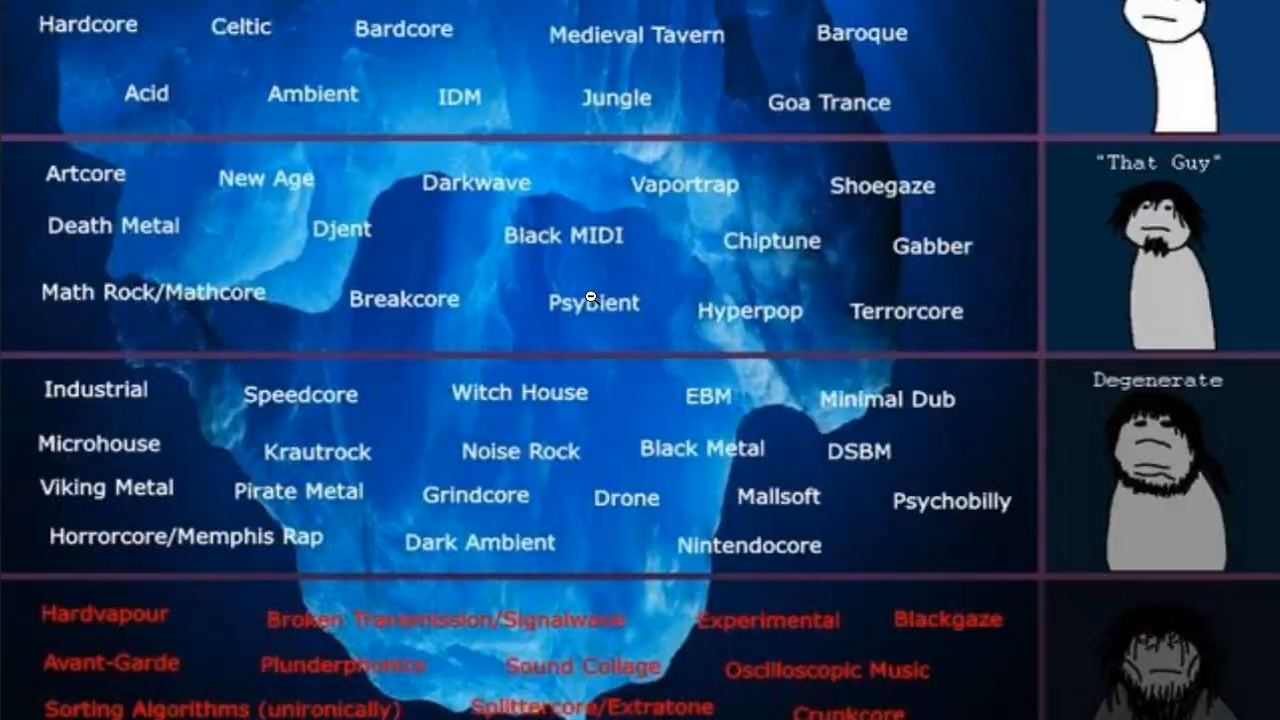 Hardcore Celtic Bardcore Medieval Tavern Baroque
Acid Ambient IDM Jungle Goa Trance
"That Guy"
Artcore New Age Darkwave Vaportrap Shoegaze
Death Metal Djent Black MIDI Chiptune Gabber
Math Rock/Mathcore Breakcore Psybient Hyperpop Terrorcore
Degenerate
Industrial Speedcore Witch House EBM Minimal Dub
Microhouse Krautrock Noise Rock Black Metal DSBM
Viking Metal Pirate Metal Grindcore Drone Mallsoft Psychobilly
Horrorcore/Memphis Rap Dark Ambient Nintendocore
Hardvapour Broken Transmission/Signalwave Experimental Blackgaze
Avant-Garde Plunderphonics Sound Collage Oscilloscopic Music
Sorting Algorithms (unironically) Splittercore/Extratone Crunkcore